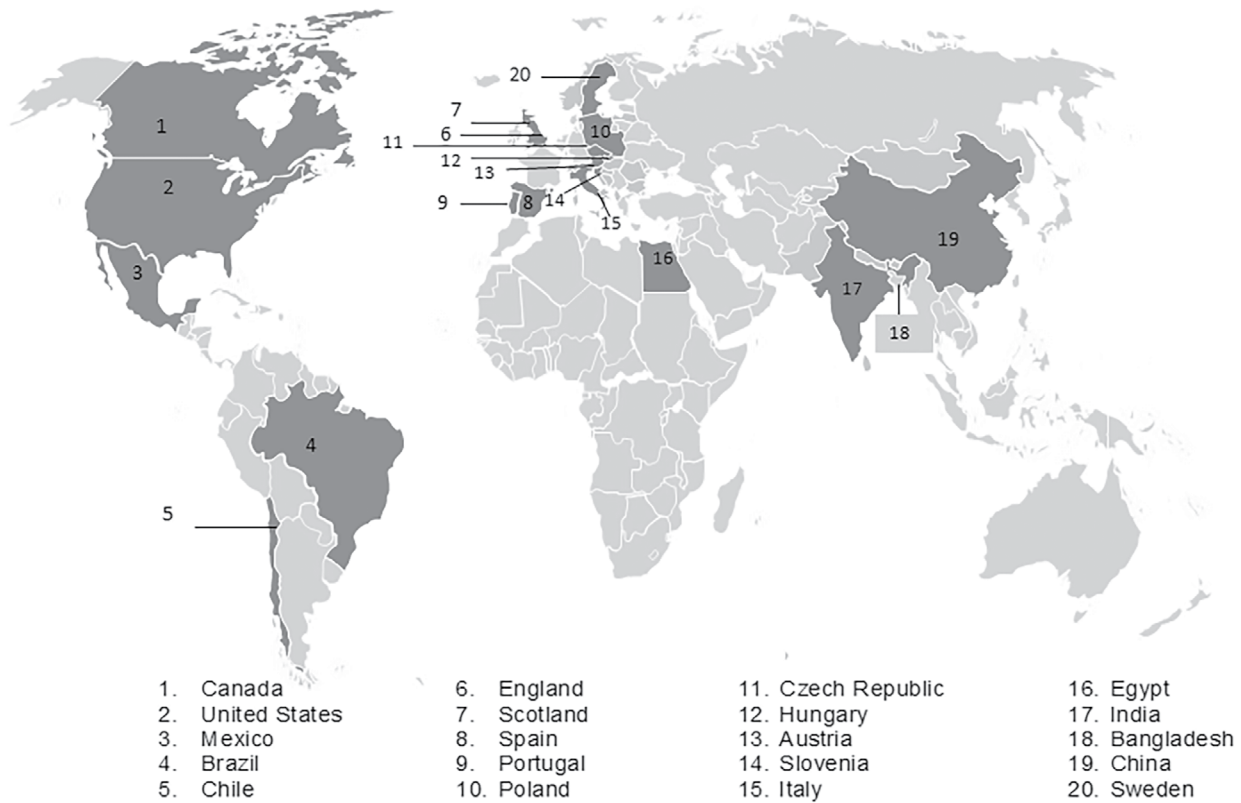 20
7
6
11
12
13
10
1
2
9
8
14
15
3
16
19
17
18
4
5
1. Canada
2. United States
3. Mexico
4. Brazil
5. Chile
6. England
7. Scotland
8. Spain
9. Portugal
10. Poland
11. Czech Republic
12. Hungary
13. Austria
14. Slovenia
15. Italy
16. Egypt
17. India
18. Bangladesh
19. China
20. Sweden